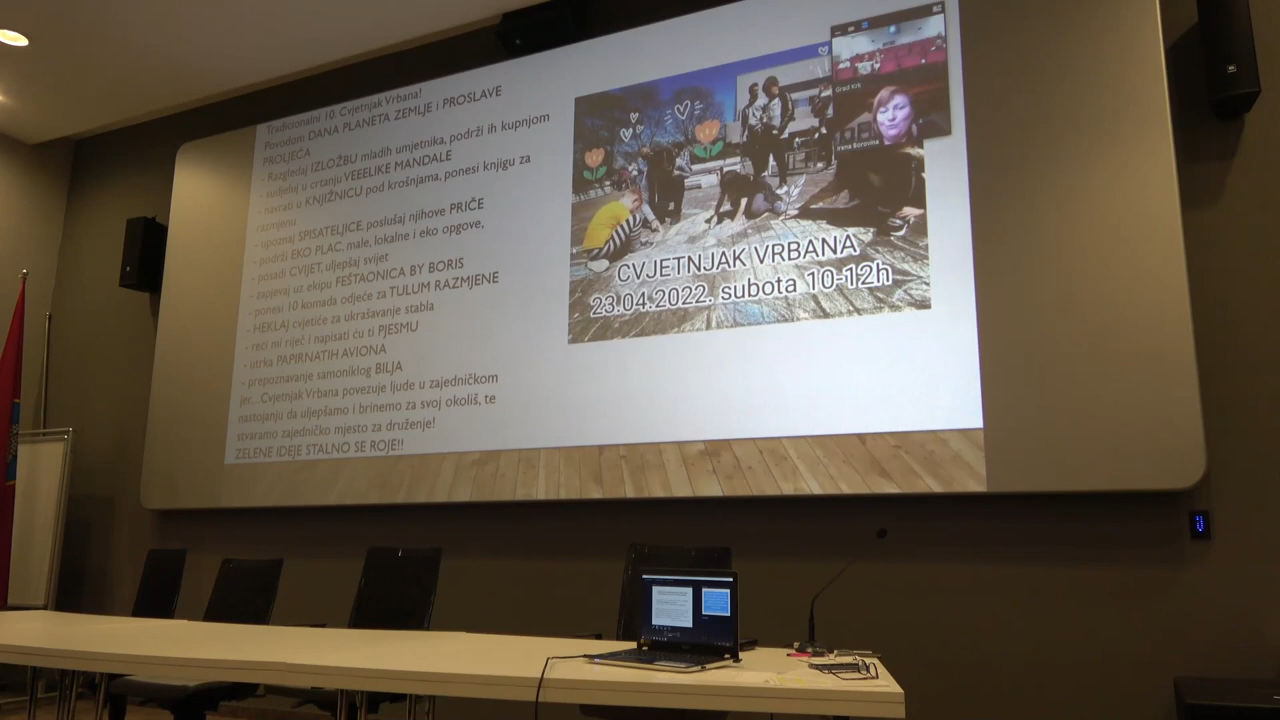 Tradicionalni 10. Cvjetnjak Vrbana!
Povodom DANA PLANETA ZEMLJE i PROSLAVE
PROLJEĆA
- Razgledaj IZLOŽBU mladih umjetnika, podrži ih kupnjom
- sudjeluj u crtanju VEEELIKE MANDALE
- navrati u KNJIŽNICU pod krošnjama, ponesi knjigu za
razmjenu
- upoznaj SPISATELJICE, poslušaj njihove PRIČE
- podrži EKO PLAC, male, lokalne i eko opgove,
- posadi CVIJET, uljepšaj svijet
- zapjevaj uz ekipu FEŠTAONICA BY BORIS
- ponesi 10 komada odjeće za TULUM RAZMJENE
- HEKLAJ cvjetiće za ukrašavanje stabla
- reci mi riječ i napisati ću ti PJESMU
- utrka PAPIRNATIH AVIONA
- prepoznavanje samoniklog BILJA
jer,...Cvjetnjak Vrbana povezuje ljude u zajedničkom
nastojanju da uljepšamo i brinemo za svoj okoliš, te
stvaramo zajedničko mjesto za druženje!
ZELENE IDEJE STALNO SE ROJE!!
CVJETNJAK VRBANA
23.04.2022. subota 10-12h
Grad Krk
Irena Borovina